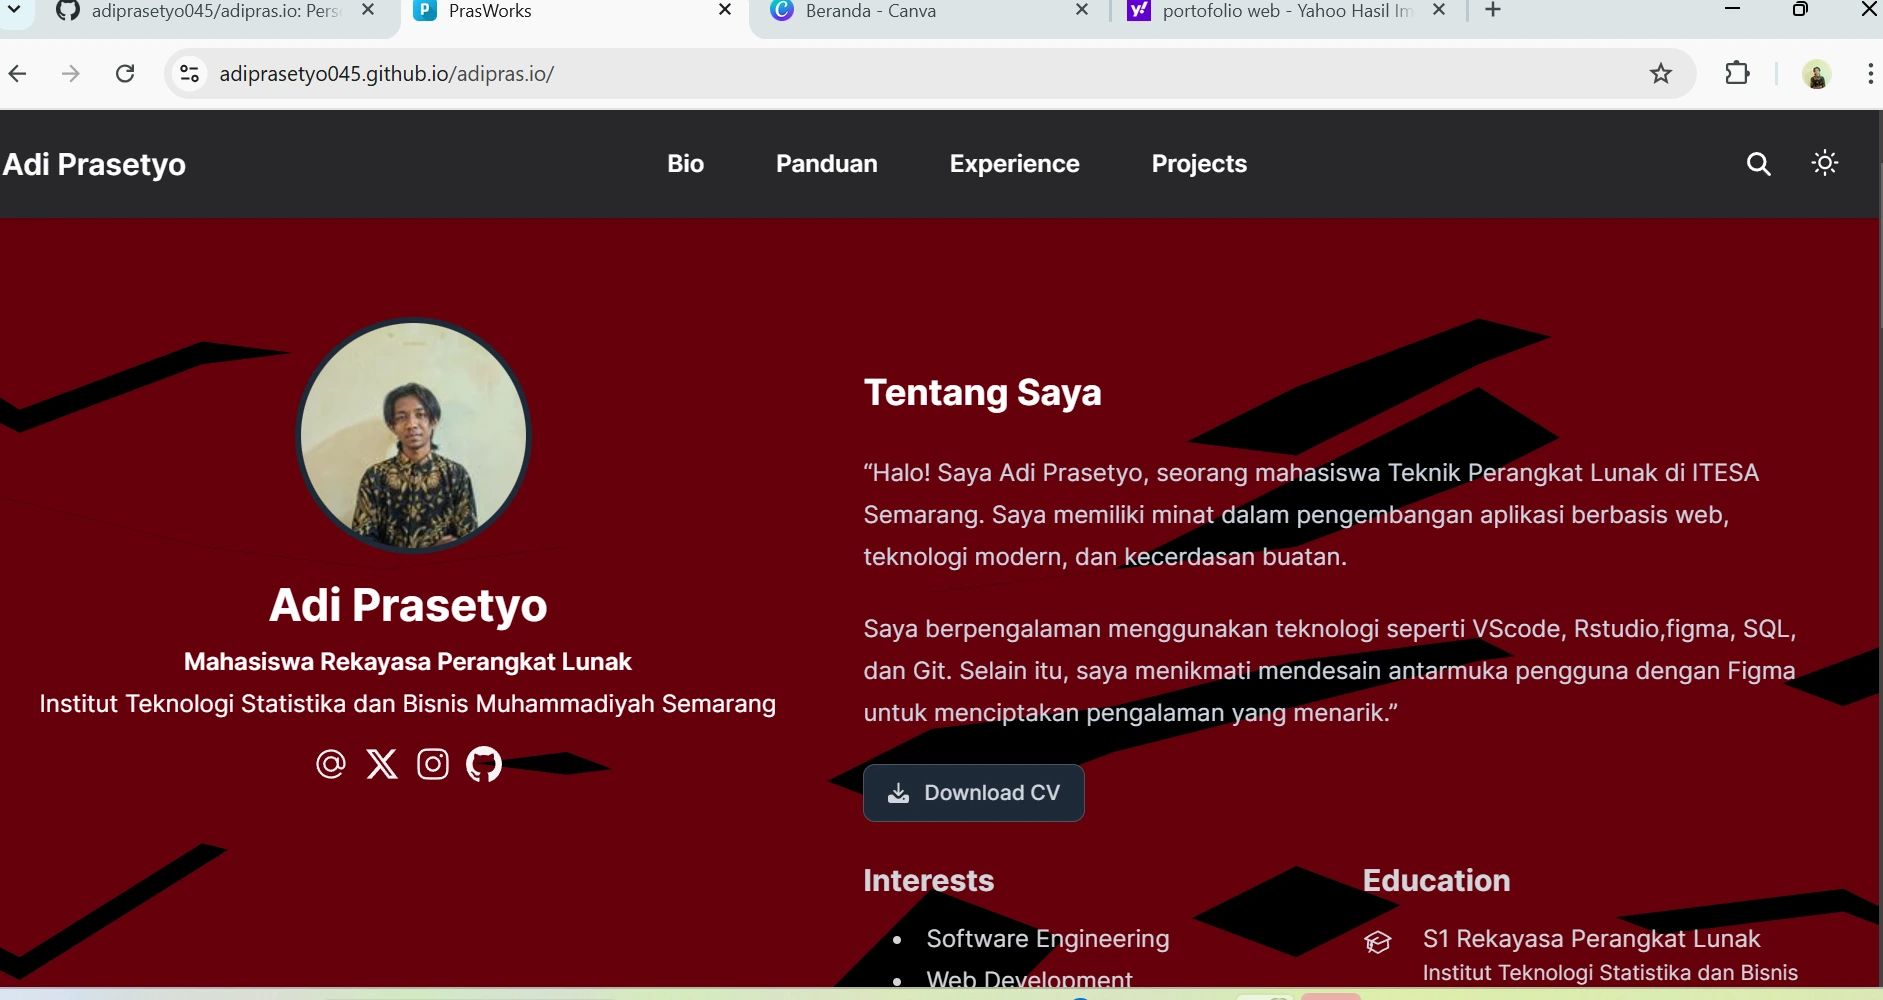 adiprasetyo045/adipras.io: Pers
PrasWorks
Beranda - Canva
portofolio web - Yahoo Hasil Im
adiprasetyo045.github.io/adipras.io/
Adi Prasetyo
Bio
Panduan
Experience
Projects
Adi Prasetyo
Mahasiswa Rekayasa Perangkat Lunak
Institut Teknologi Statistika dan Bisnis Muhammadiyah Semarang
Tentang Saya
“Halo! Saya Adi Prasetyo, seorang mahasiswa Teknik Perangkat Lunak di ITESA
Semarang. Saya memiliki minat dalam pengembangan aplikasi berbasis web,
teknologi modern, dan kecerdasan buatan.
Saya berpengalaman menggunakan teknologi seperti VScode, Rstudio,figma, SQL,
dan Git. Selain itu, saya menikmati mendesain antarmuka pengguna dengan Figma
untuk menciptakan pengalaman yang menarik.”
Download CV
Interests
Software Engineering
Web Development
Education
S1 Rekayasa Perangkat Lunak
Institut Teknologi Statistika dan Bisnis